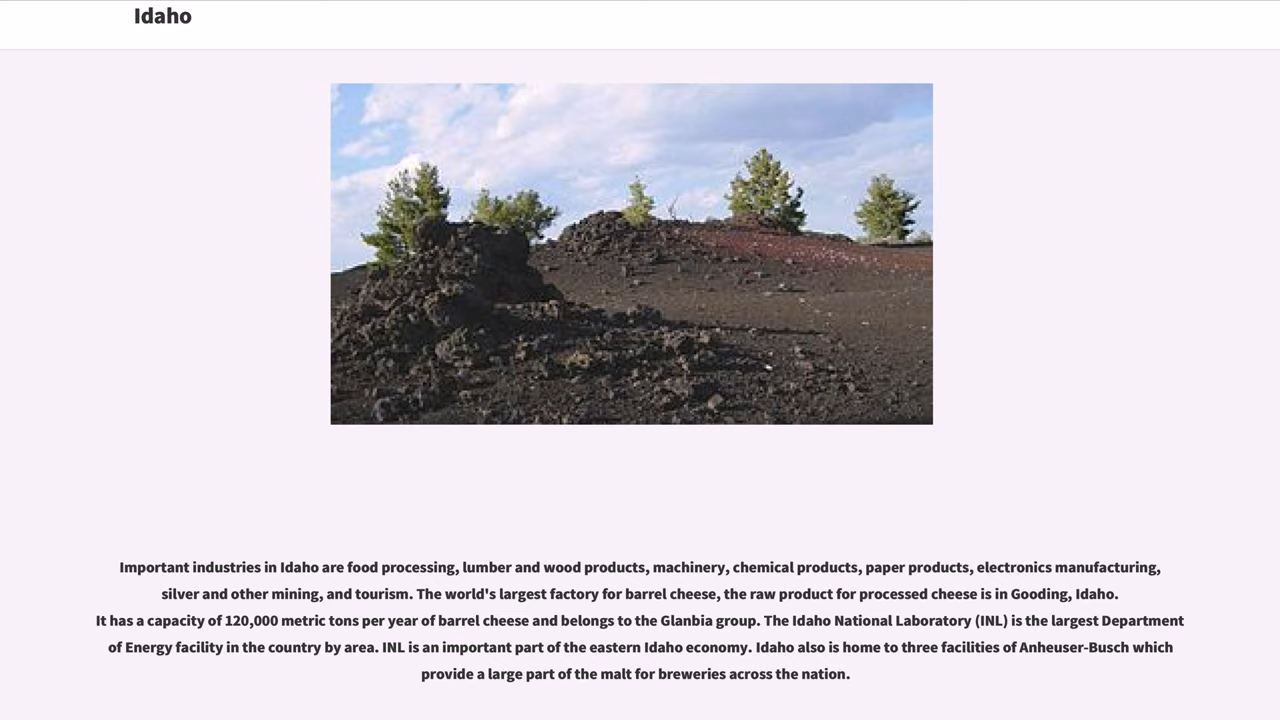 Idaho
Important industries in Idaho are food processing, lumber and wood products, machinery, chemical products, paper products, electronics manufacturing,
silver and other mining, and tourism. The world's largest factory for barrel cheese, the raw product for processed cheese is in Gooding, Idaho.
It has a capacity of 120,000 metric tons per year of barrel cheese and belongs to the Glanbia group. The Idaho National Laboratory (INL) is the largest Department
of Energy facility in the country by area. INL is an important part of the eastern Idaho economy. Idaho also is home to three facilities of Anheuser-Busch which
provide a large part of the malt for breweries across the nation.